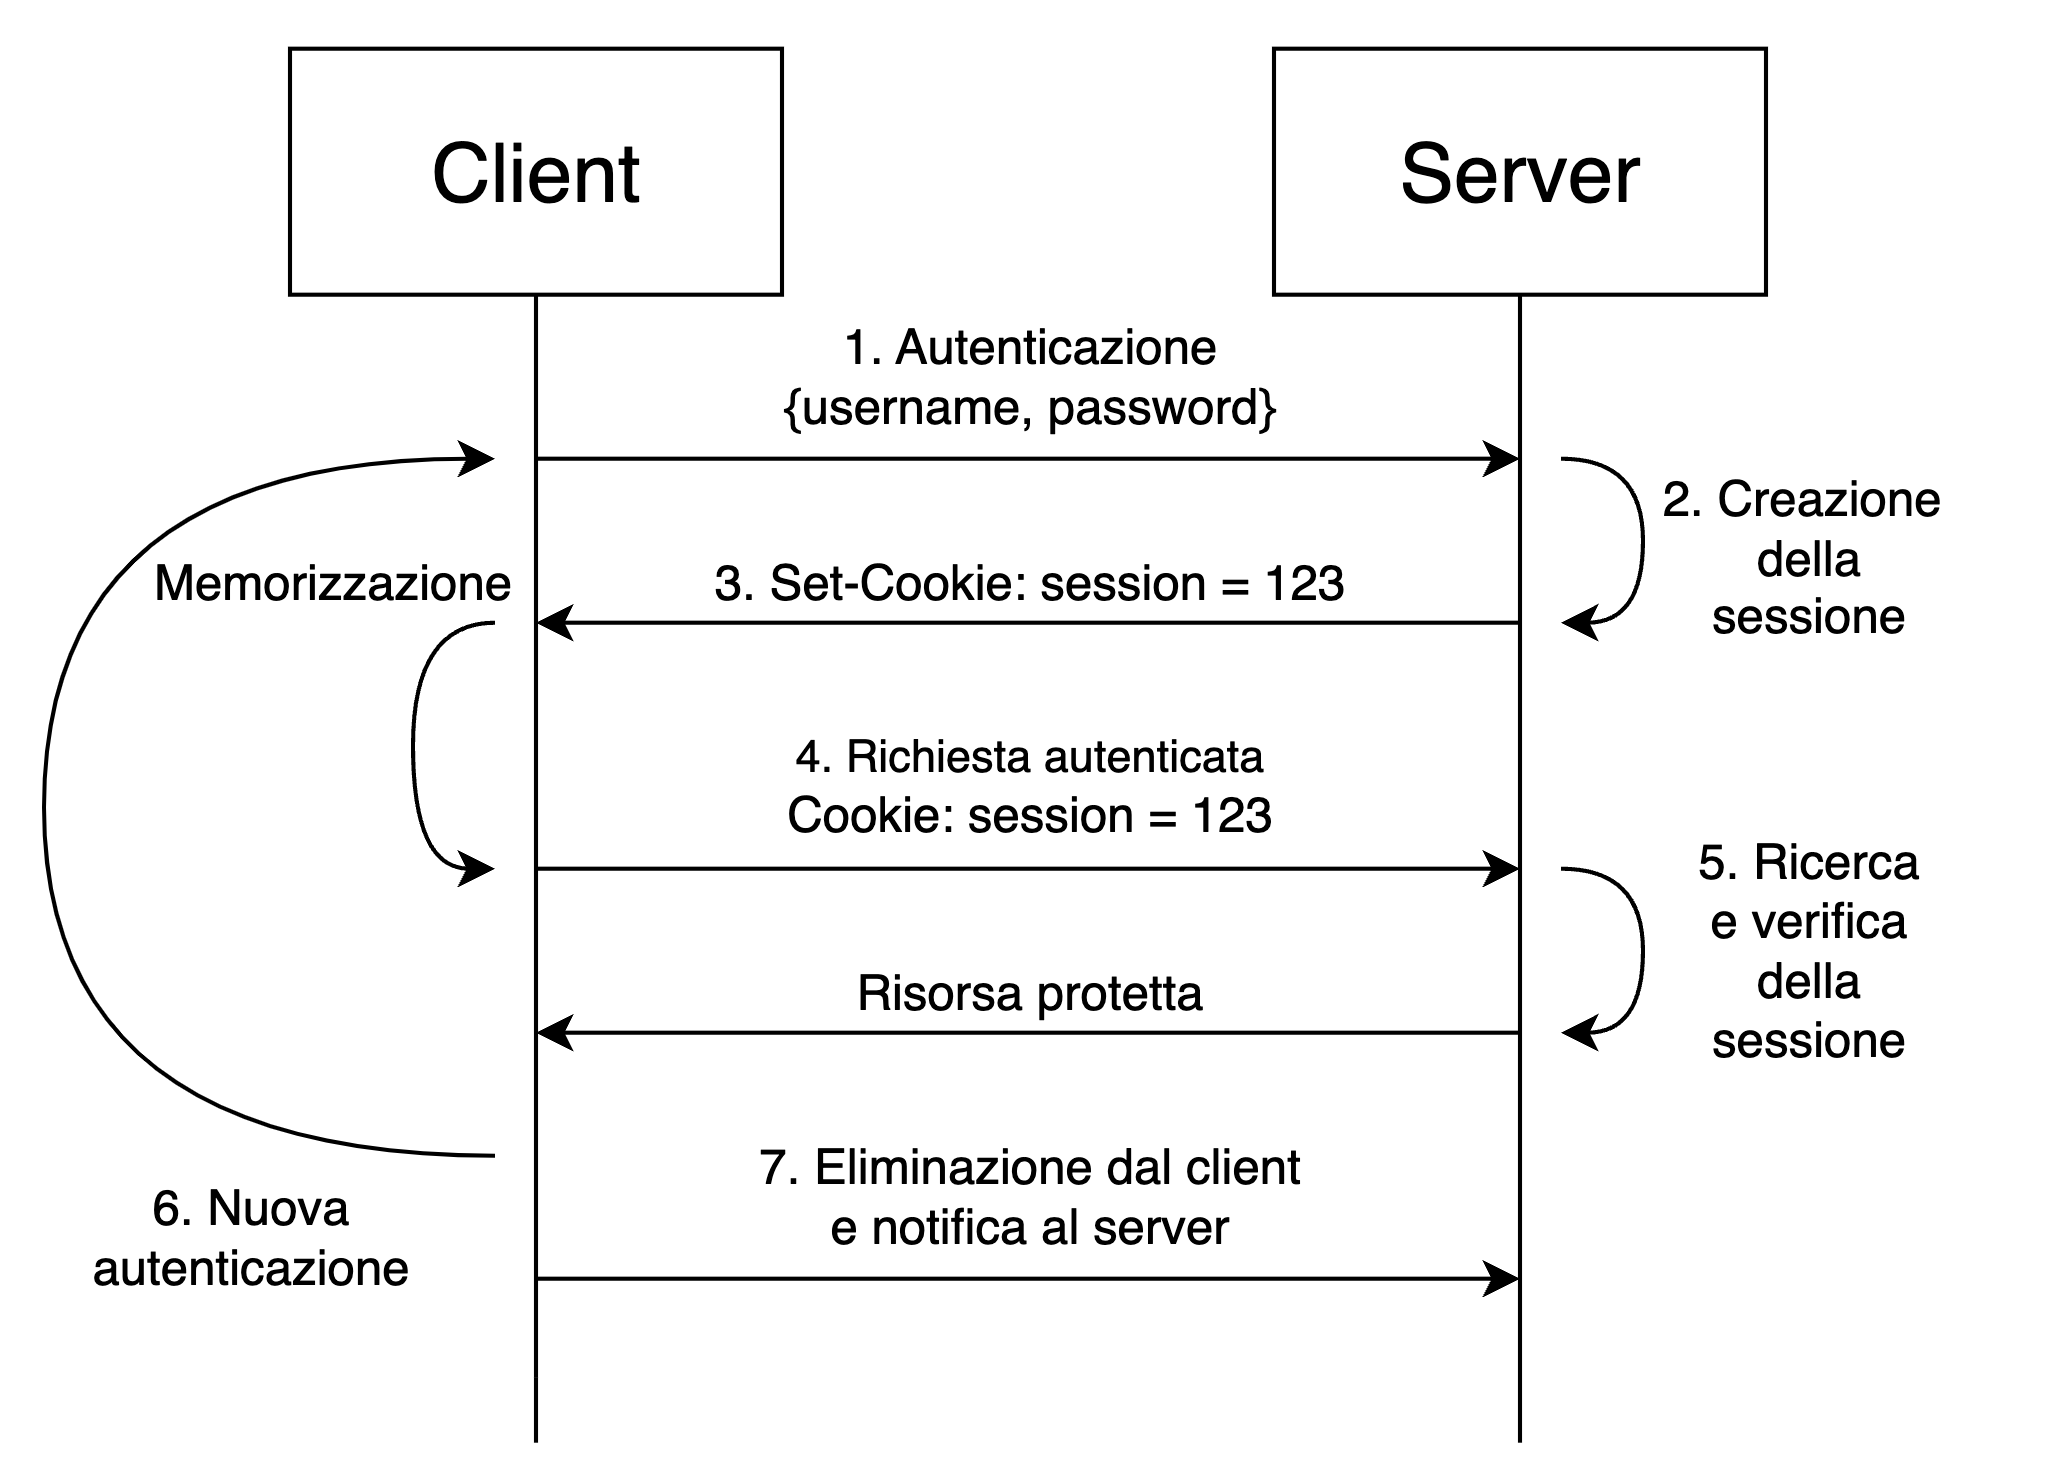 Client
Server
1. Autenticazione
{username, password}
2. Creazione
della
sessione
Memorizzazione
3. Set-Cookie: session = 123
4. Richiesta autenticata
Cookie: session = 123
5. Ricerca
e verifica
della
sessione
Risorsa protetta
6. Nuova
autenticazione
7. Eliminazione dal client
e notifica al server